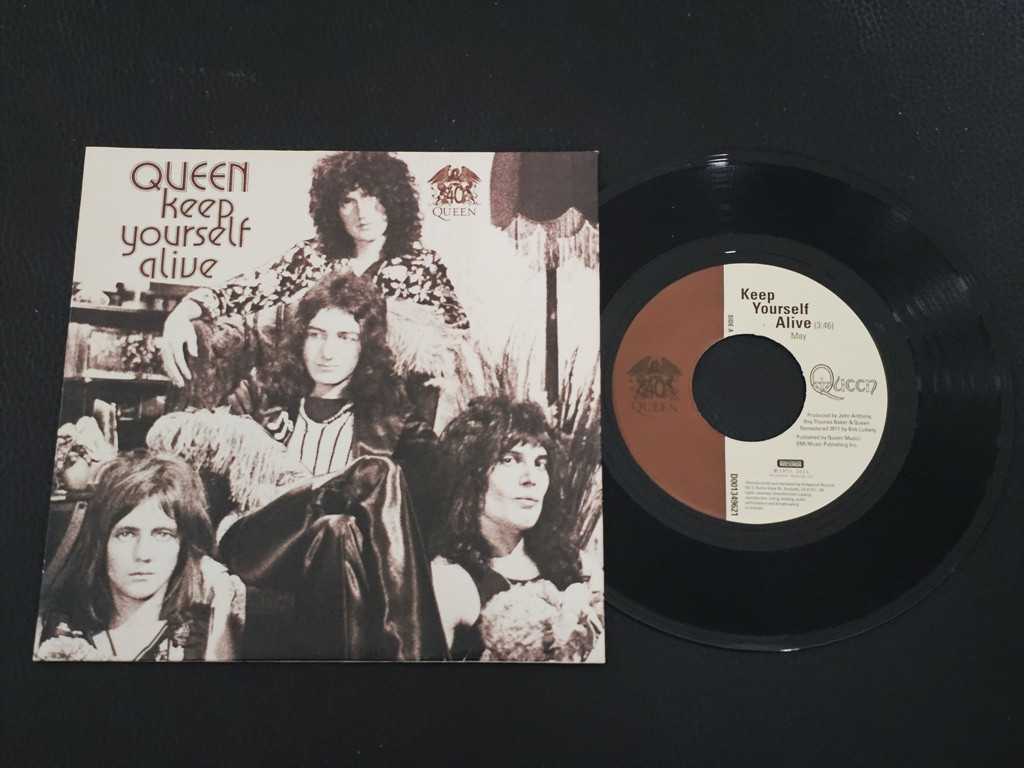 QUEEN
keep
yourself
alive
40
QUEEN
Keep
Yourself
Alive (3:46)
May
SIDE A
40
QUEEN
Queen
Produced by John Anthony,
Roy Thomas Baker & Queen
Remastered 2011 by Bob Ludwig
Published by Queen Music/
EMI Music Publishing Inc.
D001349621